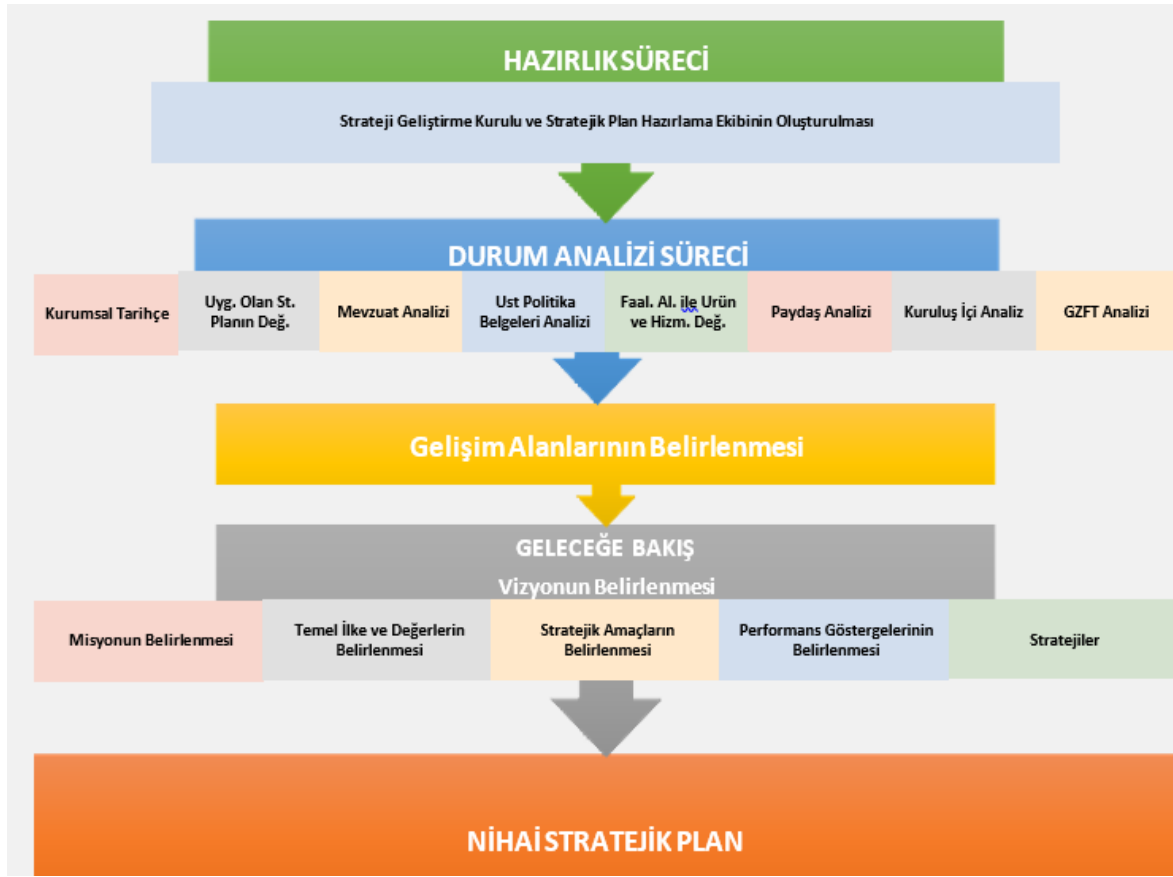 HAZIRLIK SÜRECİ
Strateji Geliştirme Kurulu ve Stratejik Plan Hazırlama Ekibinin Oluşturulması
DURUM ANALİZİ SÜRECİ
Kurumsal Tarihçe
Uyg. Olan St.
Planın Değ.
Mevzuat Analizi
Ust Politika
Belgeleri Analizi
Faal. Al. ile Urün
ve Hizm. Değ.
Paydaş Analizi
Kuruluş İçi Analiz
GZFT Analizi
Gelişim Alanlarının Belirlenmesi
GELECEĞE BAKIŞ
Vizyonun Belirlenmesi
Misyonun Belirlenmesi
Temel İlke ve Değerlerin
Belirlenmesi
Stratejik Amaçların
Belirlenmesi
Performans Göstergelerinin
Belirlenmesi
Stratejiler
NİHAİ STRATEJİK PLAN